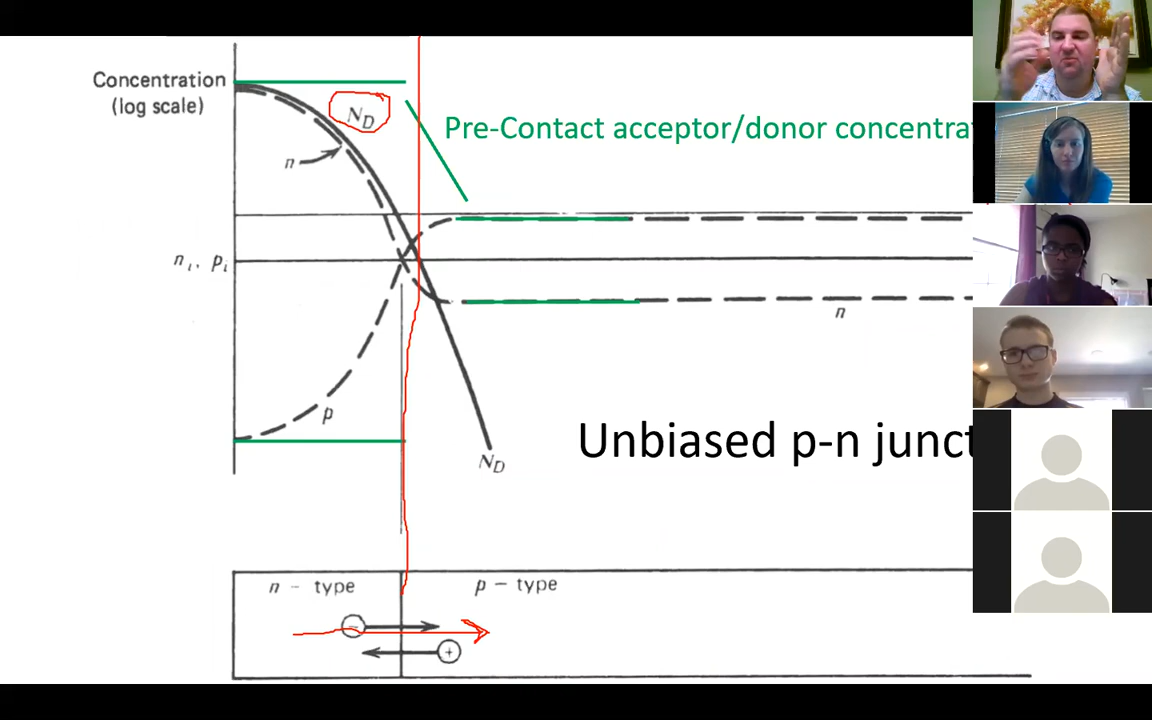 Concentration
(log scale)
N_D
n
Pre-Contact acceptor/donor concentra
n_i, p_i
n
p
Unbiased p-n junct
N_D
n - type
p - type
−
+